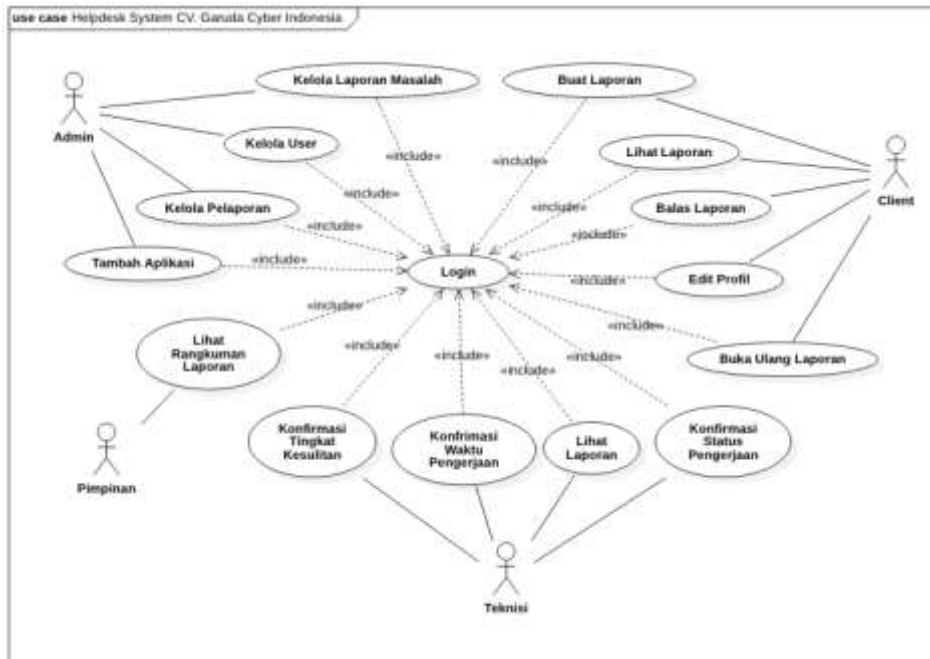 use case Helpdesk System CV. Garuda Cyber Indonesia
Kelola Laporan Masalah
Buat Laporan
Admin
Kelola User
«include»
«include»
Lihat Laporan
Client
«include»
«include»
Kelola Pelaporan
Balas Laporan
«include»
«include»
Tambah Aplikasi
«include»
Login
Edit Profil
«include»
«include»
«include»
Lihat
Rangkuman
Laporan
«include»
«include»
«include»
«include»
Buka Ulang Laporan
Konfirmasi
Tingkat
Kesulitan
Konfrimasi
Waktu
Pengerjaan
Lihat
Laporan
Konfirmasi
Status
Pengerjaan
Pimpinan
Teknisi